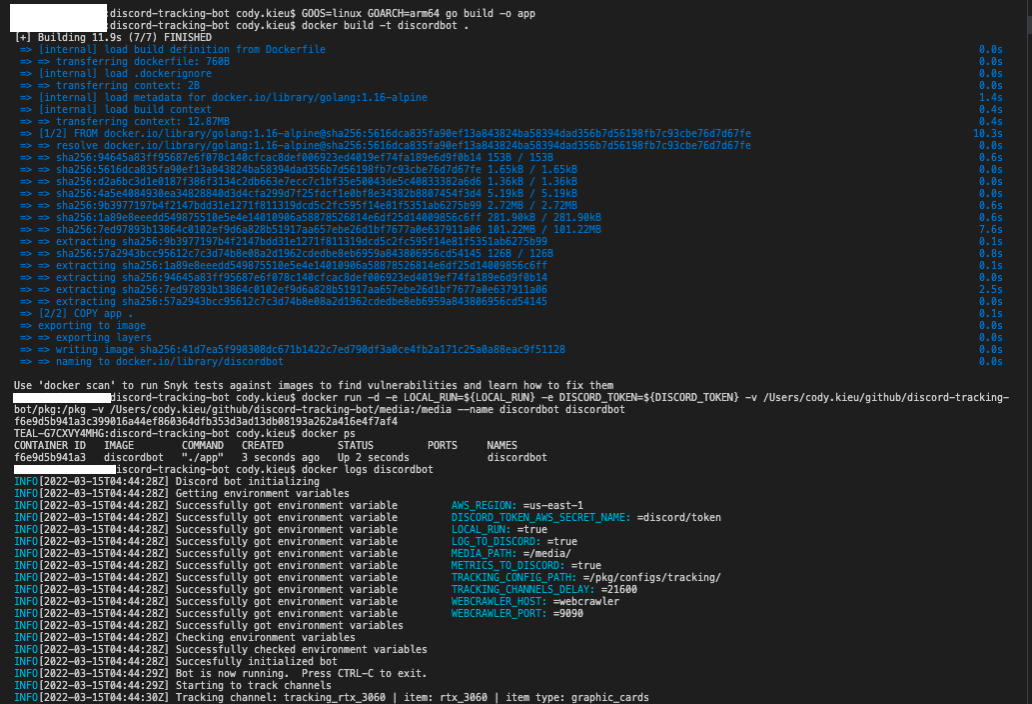 :discord-tracking-bot cody.kieu$ GOOS=linux GOARCH=arm64 go build -o app
:discord-tracking-bot cody.kieu$ docker build -t discordbot .
[+] Building 11.9s (7/7) FINISHED
=> [internal] load build definition from Dockerfile 0.0s
=> => transferring dockerfile: 760B 0.0s
=> [internal] load .dockerignore 0.0s
=> => transferring context: 2B 0.0s
=> [internal] load metadata for docker.io/library/golang:1.16-alpine 1.4s
=> [internal] load build context 0.4s
=> => transferring context: 12.87MB 0.4s
=> [1/2] FROM docker.io/library/golang:1.16-alpine@sha256:5616dca835fa90ef13a843824ba58394dad356b7d56198fb7c93cbe76d7d67fe 10.3s
=> => resolve docker.io/library/golang:1.16-alpine@sha256:5616dca835fa90ef13a843824ba58394dad356b7d56198fb7c93cbe76d7d67fe 0.0s
=> => sha256:94645a83ff95687e6f078c140cfcac8def006923ed4019ef74fa189e6d9f0b14 153B / 153B 0.6s
=> => sha256:5616dca835fa90ef13a843824ba58394dad356b7d56198fb7c93cbe76d7d67fe 1.65kB / 1.65kB 0.0s
=> => sha256:d2a6bc3d1e0187f386f3134c2db663e7ecc7c1bf35e50043de5c408333382a6d6 1.36kB / 1.36kB 0.0s
=> => sha256:4a5e4084930ea34828840d3d4cfa299d7f25fdcf1e0bf8e34382b8807454f3d4 5.19kB / 5.19kB 0.0s
=> => sha256:9b3977197b4f2147bdd31e1271f811319dcd5c2fc595f14e81f5351ab6275b99 2.72MB / 2.72MB 0.6s
=> => sha256:1a89e8eeedd549875510e5e4e14010906a58878526814e6df25d14009856c6ff 281.90kB / 281.90kB 0.6s
=> => sha256:7ed97893b13864c0102ef9d6a828b51917aa657ebe26d1bf7677a0e637911a06 101.22MB / 101.22MB 7.6s
=> => extracting sha256:9b3977197b4f2147bdd31e1271f811319dcd5c2fc595f14e81f5351ab6275b99 0.1s
=> => sha256:57a2943bcc95612c7c3d74b8e08a2d1962cdedbe8eb6959a843806956cd54145 126B / 126B 0.8s
=> => extracting sha256:1a89e8eeedd549875510e5e4e14010906a58878526814e6df25d14009856c6ff 0.1s
=> => extracting sha256:94645a83ff95687e6f078c140cfcac8def006923ed4019ef74fa189e6d9f0b14 0.0s
=> => extracting sha256:7ed97893b13864c0102ef9d6a828b51917aa657ebe26d1bf7677a0e637911a06 2.5s
=> => extracting sha256:57a2943bcc95612c7c3d74b8e08a2d1962cdedbe8eb6959a843806956cd54145 0.0s
=> [2/2] COPY app . 0.1s
=> exporting to image 0.0s
=> => exporting layers 0.0s
=> => writing image sha256:41d7ea5f998308dc671b1422c7ed790df3a0ce4fb2a171c25a0a88eac9f51128 0.0s
=> => naming to docker.io/library/discordbot 0.0s
Use 'docker scan' to run Snyk tests against images to find vulnerabilities and learn how to fix them
discord-tracking-bot cody.kieu$ docker run -d -e LOCAL_RUN=${LOCAL_RUN} -e DISCORD_TOKEN=${DISCORD_TOKEN} -v /Users/cody.kieu/github/discord-tracking-
bot/pkg:/pkg -v /Users/cody.kieu/github/discord-tracking-bot/media:/media --name discordbot discordbot
f6e9d5b941a3c399016a44ef860364dfb353d3ad13db08193a262a416e4f7af4
TEAL-G7CXVY4MHG:discord-tracking-bot cody.kieu$ docker ps
CONTAINER ID IMAGE COMMAND CREATED STATUS PORTS NAMES
f6e9d5b941a3 discordbot "./app" 3 seconds ago Up 2 seconds discordbot
iscord-tracking-bot cody.kieu$ docker logs discordbot
INFO[2022-03-15T04:44:28Z] Discord bot initializing
INFO[2022-03-15T04:44:28Z] Getting environment variables
INFO[2022-03-15T04:44:28Z] Successfully got environment variable AWS_REGION: =us-east-1
INFO[2022-03-15T04:44:28Z] Successfully got environment variable DISCORD_TOKEN_AWS_SECRET_NAME: =discord/token
INFO[2022-03-15T04:44:28Z] Successfully got environment variable LOCAL_RUN: =true
INFO[2022-03-15T04:44:28Z] Successfully got environment variable LOG_TO_DISCORD: =true
INFO[2022-03-15T04:44:28Z] Successfully got environment variable MEDIA_PATH: =/media/
INFO[2022-03-15T04:44:28Z] Successfully got environment variable METRICS_TO_DISCORD: =true
INFO[2022-03-15T04:44:28Z] Successfully got environment variable TRACKING_CONFIG_PATH: =/pkg/configs/tracking/
INFO[2022-03-15T04:44:28Z] Successfully got environment variable TRACKING_CHANNELS_DELAY: =21600
INFO[2022-03-15T04:44:28Z] Successfully got environment variable WEBCRAWLER_HOST: =webcrawler
INFO[2022-03-15T04:44:28Z] Successfully got environment variable WEBCRAWLER_PORT: =9090
INFO[2022-03-15T04:44:28Z] Successfully got environment variables
INFO[2022-03-15T04:44:28Z] Checking environment variables
INFO[2022-03-15T04:44:28Z] Successfully checked environment variables
INFO[2022-03-15T04:44:28Z] Succesfully initialized bot
INFO[2022-03-15T04:44:29Z] Bot is now running. Press CTRL-C to exit.
INFO[2022-03-15T04:44:29Z] Starting to track channels
INFO[2022-03-15T04:44:30Z] Tracking channel: tracking_rtx_3060 | item: rtx_3060 | item type: graphic_cards